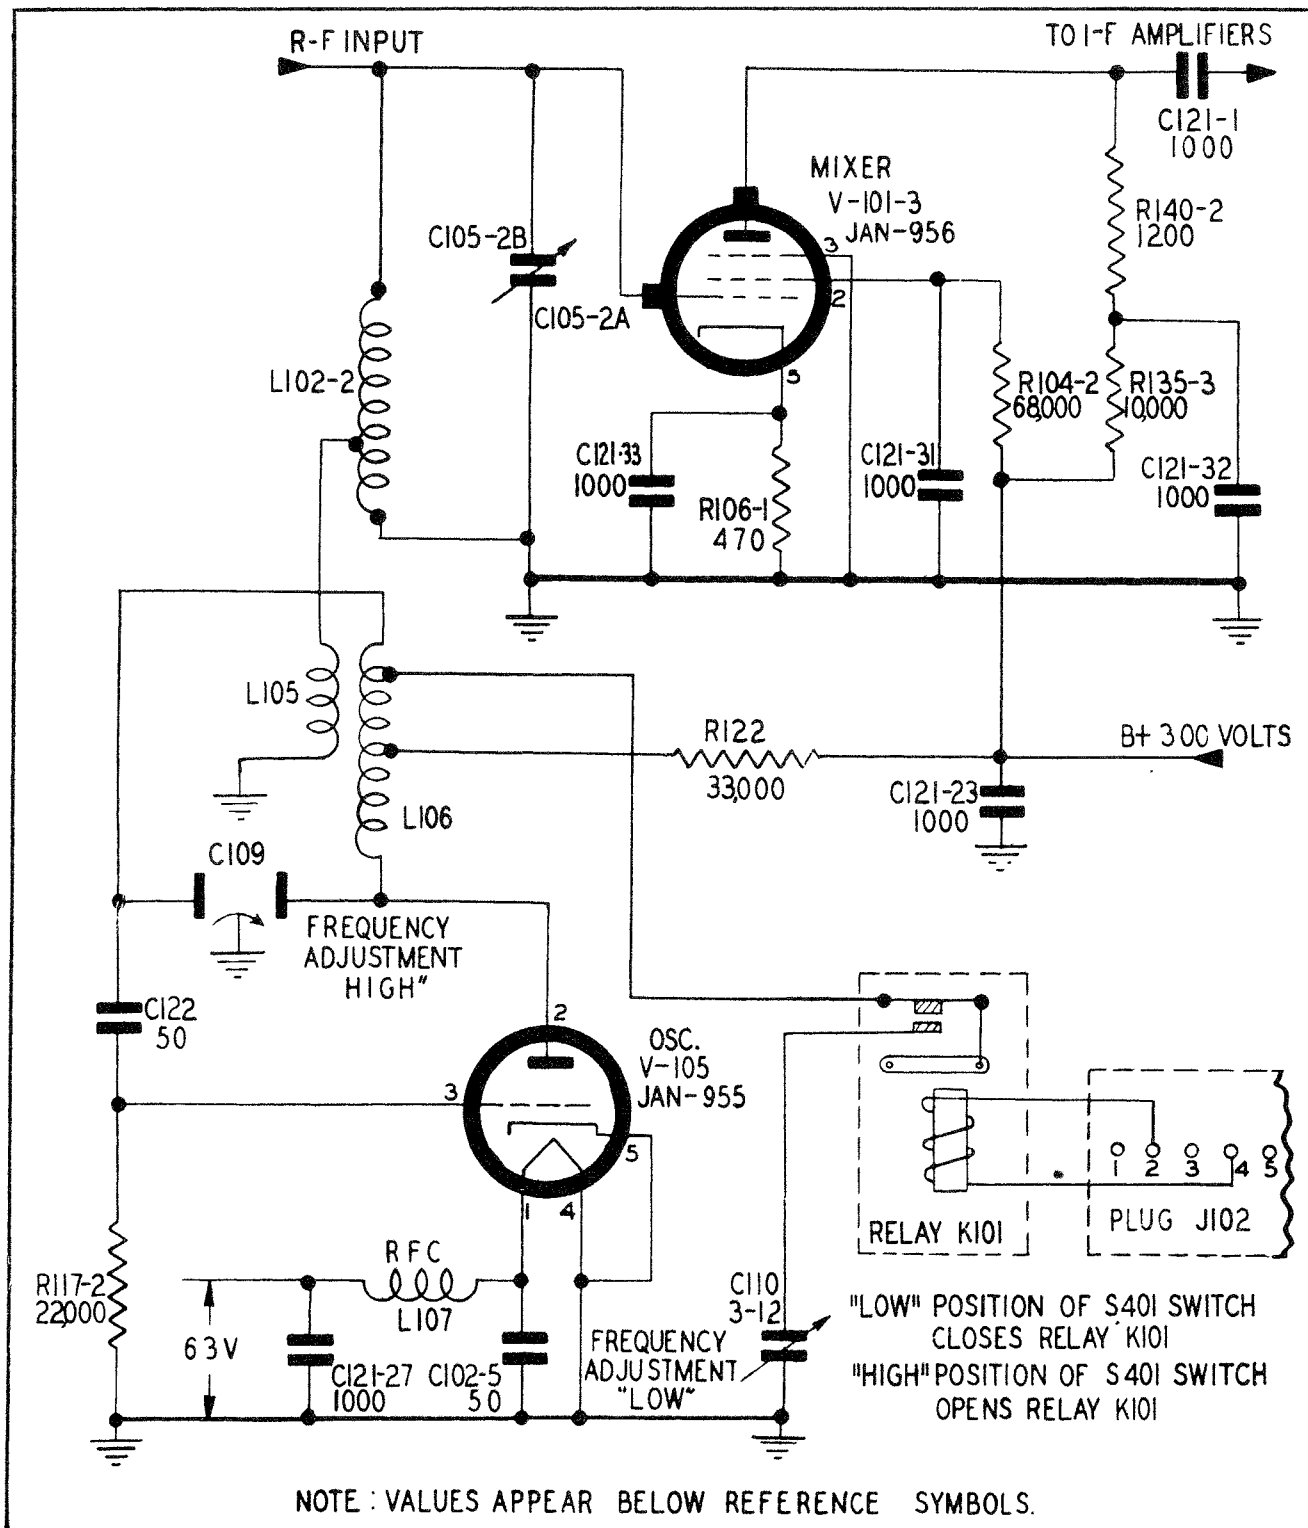 R-F INPUT
TO I-F AMPLIFIERS
C121-1
1000
MIXER
V-101-3
JAN-956
R140-2
1200
C105-2B
3
2
C105-2A
5
L102-2
R104-2
68,000
R135-3
10,000
C121-33
1000
C121-31
1000
C121-32
1000
R106-1
470
L105
R122
33,000
B+ 300 VOLTS
C121-23
1000
L106
C109
FREQUENCY
ADJUSTMENT
HIGH"
C122
50
2
OSC.
V-105
JAN-955
3
5
1
4
1 2 3 4 5
RELAY K101
PLUG J102
RFC
L107
R117-2
22,000
63V
C121-27
1000
C102-5
50
C110
3-12
FREQUENCY
ADJUSTMENT
"LOW"
"LOW" POSITION OF S401 SWITCH
CLOSES RELAY K101
"HIGH" POSITION OF S401 SWITCH
OPENS RELAY K101
NOTE : VALUES APPEAR BELOW REFERENCE SYMBOLS.